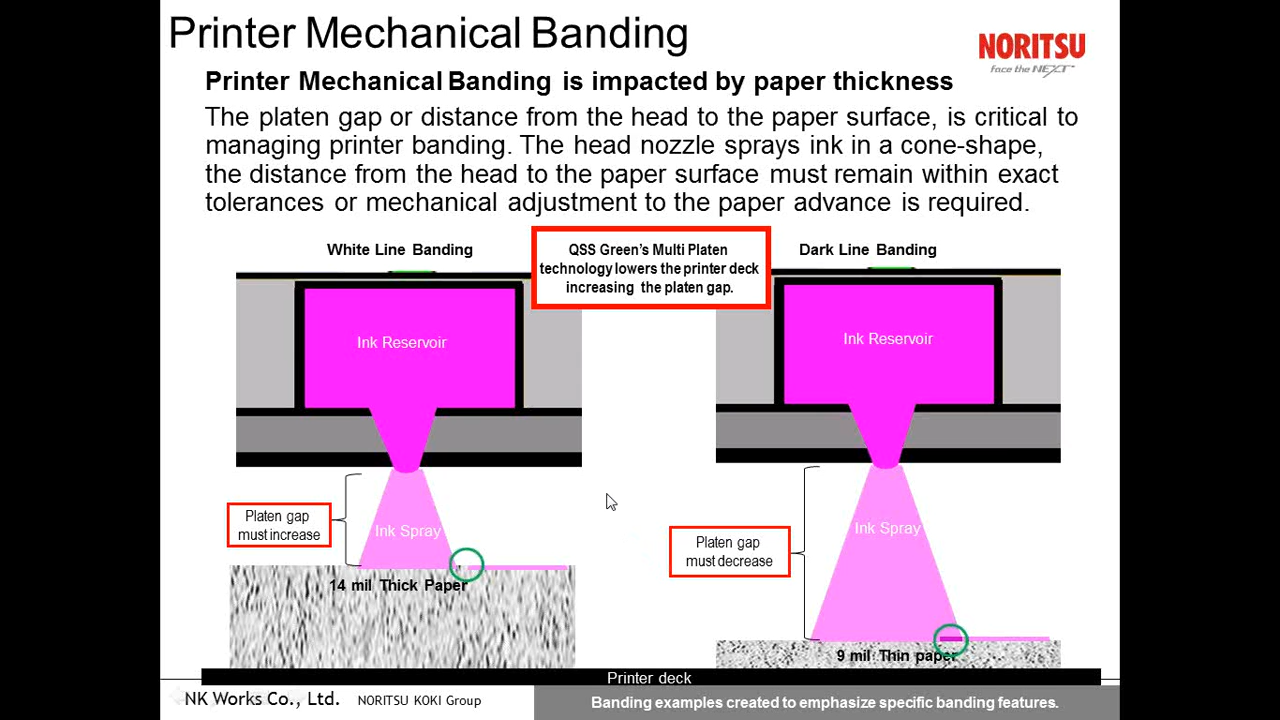 Printer Mechanical Banding
NORITSU
face the NEXT
Printer Mechanical Banding is impacted by paper thickness
The platen gap or distance from the head to the paper surface, is critical to
managing printer banding. The head nozzle sprays ink in a cone-shape,
the distance from the head to the paper surface must remain within exact
tolerances or mechanical adjustment to the paper advance is required.
White Line Banding
QSS Green's Multi Platen
technology lowers the printer deck
increasing the platen gap.
Dark Line Banding
Ink Reservoir
Ink Reservoir
Platen gap
must increase
Ink Spray
Platen gap
must decrease
Ink Spray
14 mil Thick Paper
9 mil Thin paper
Printer deck
NK Works Co., Ltd. NORITSU KOKI Group
Banding examples created to emphasize specific banding features.